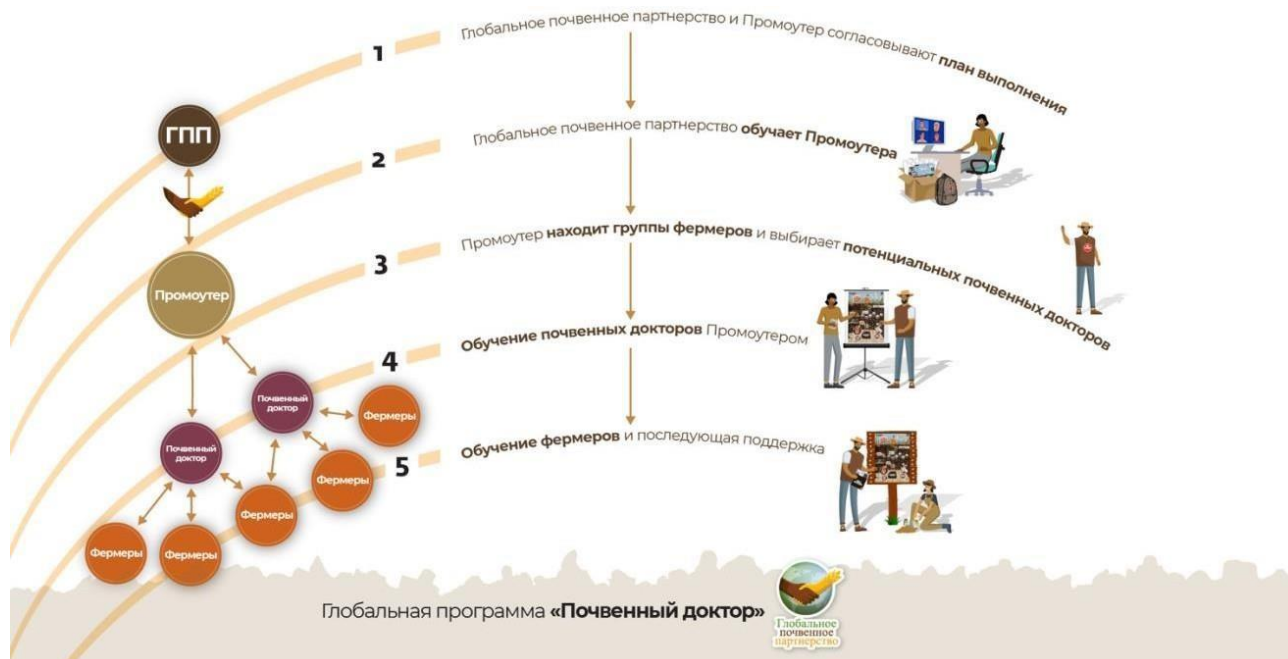 1
Глобальное почвенное партнерство и Промоутер согласовывают план выполнения
ГПП
2
Глобальное почвенное партнерство обучает Промоутера
3
Промоутер находит группы фермеров и выбирает потенциальных почвенных докторов
Промоутер
4
Обучение почвенных докторов Промоутером
Почвенный
доктор
Фермеры
Почвенный
доктор
5
Обучение фермеров и последующая поддержка
Фермеры
Фермеры
Фермеры
Фермеры
Глобальная программа «Почвенный доктор»
Глобальное
почвенное
партнерство